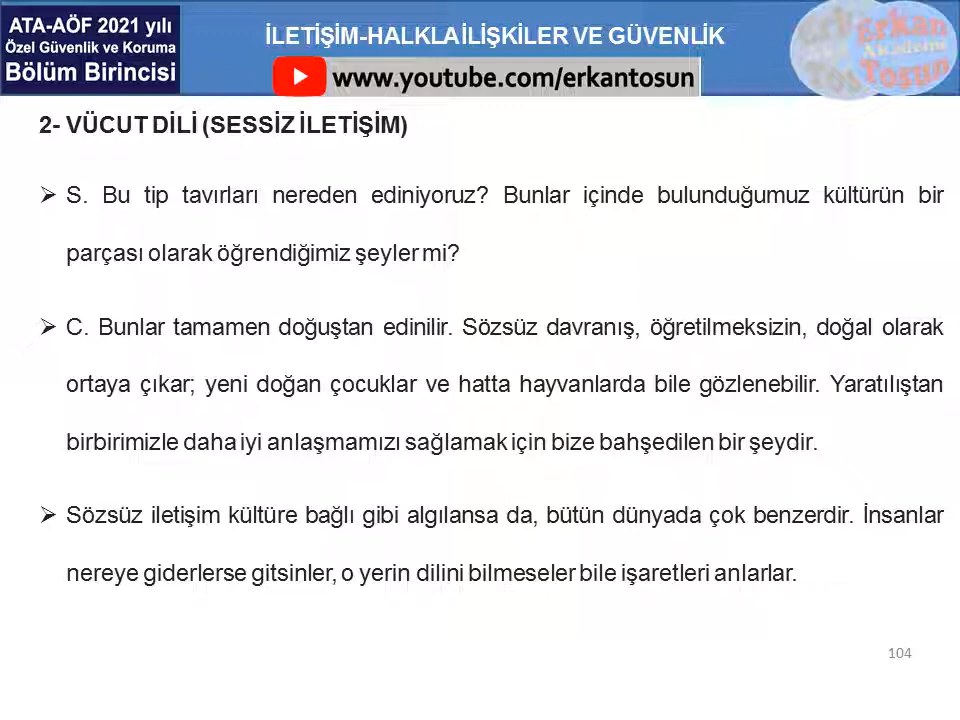 ATA-AÖF 2021 yılı
Özel Güvenlik ve Koruma
Bölüm Birincisi
İLETİŞİM-HALKLA İLİŞKİLER VE GÜVENLİK
www.youtube.com/erkantosun
Erkan
Akademi
Tosun
2- VÜCUT DİLİ (SESSİZ İLETİŞİM)
S. Bu tip tavırları nereden ediniyoruz? Bunlar içinde bulunduğumuz kültürün bir
parçası olarak öğrendiğimiz şeyler mi?
C. Bunlar tamamen doğuştan edinilir. Sözsüz davranış, öğretilmeksizin, doğal olarak
ortaya çıkar; yeni doğan çocuklar ve hatta hayvanlarda bile gözlenebilir. Yaratılıştan
birbirimizle daha iyi anlaşmamızı sağlamak için bize bahşedilen bir şeydir.
Sözsüz iletişim kültüre bağlı gibi algılansa da, bütün dünyada çok benzerdir. İnsanlar
nereye giderlerse gitsinler, o yerin dilini bilmeseler bile işaretleri anlarlar.
104